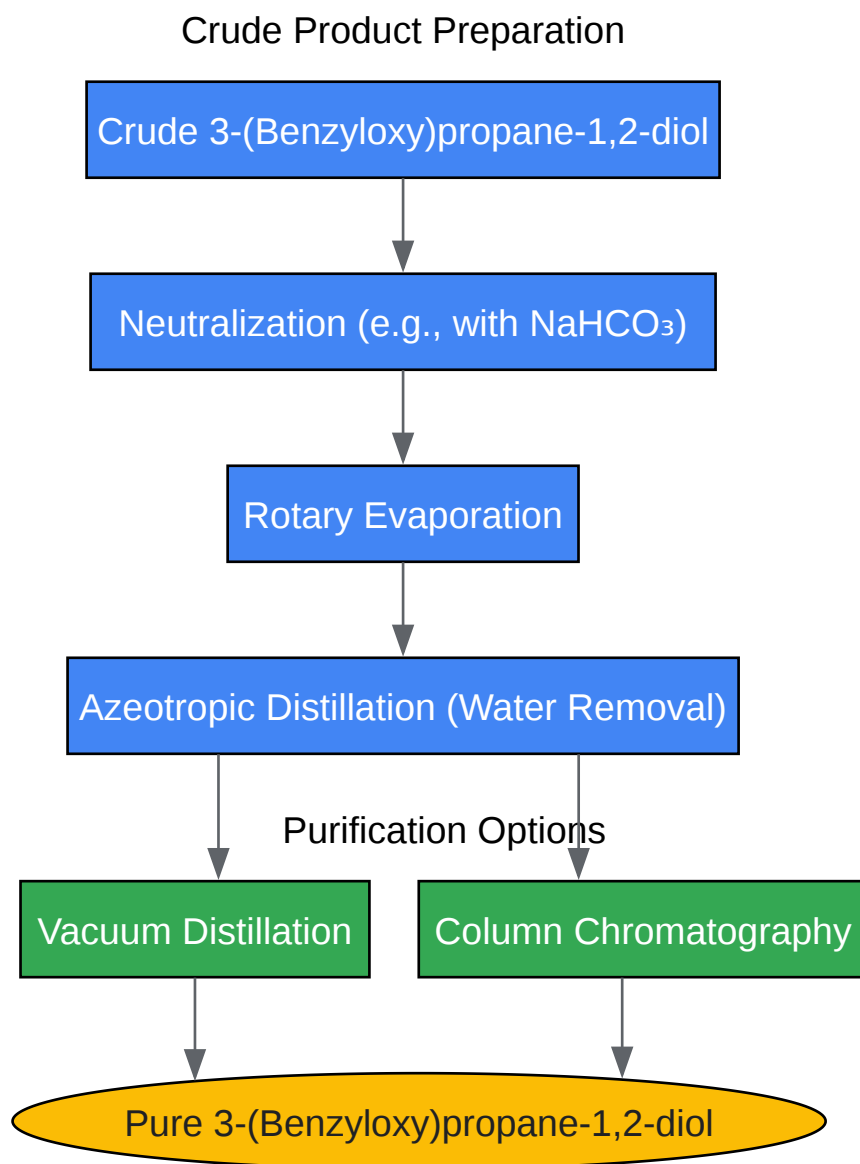 Crude Product Preparation
Crude 3-(Benzyloxy)propane-1,2-diol
Neutralization (e.g., with NaHCO₃)
Rotary Evaporation
Azeotropic Distillation (Water Removal)
Purification Options
Vacuum Distillation
Column Chromatography
Pure 3-(Benzyloxy)propane-1,2-diol